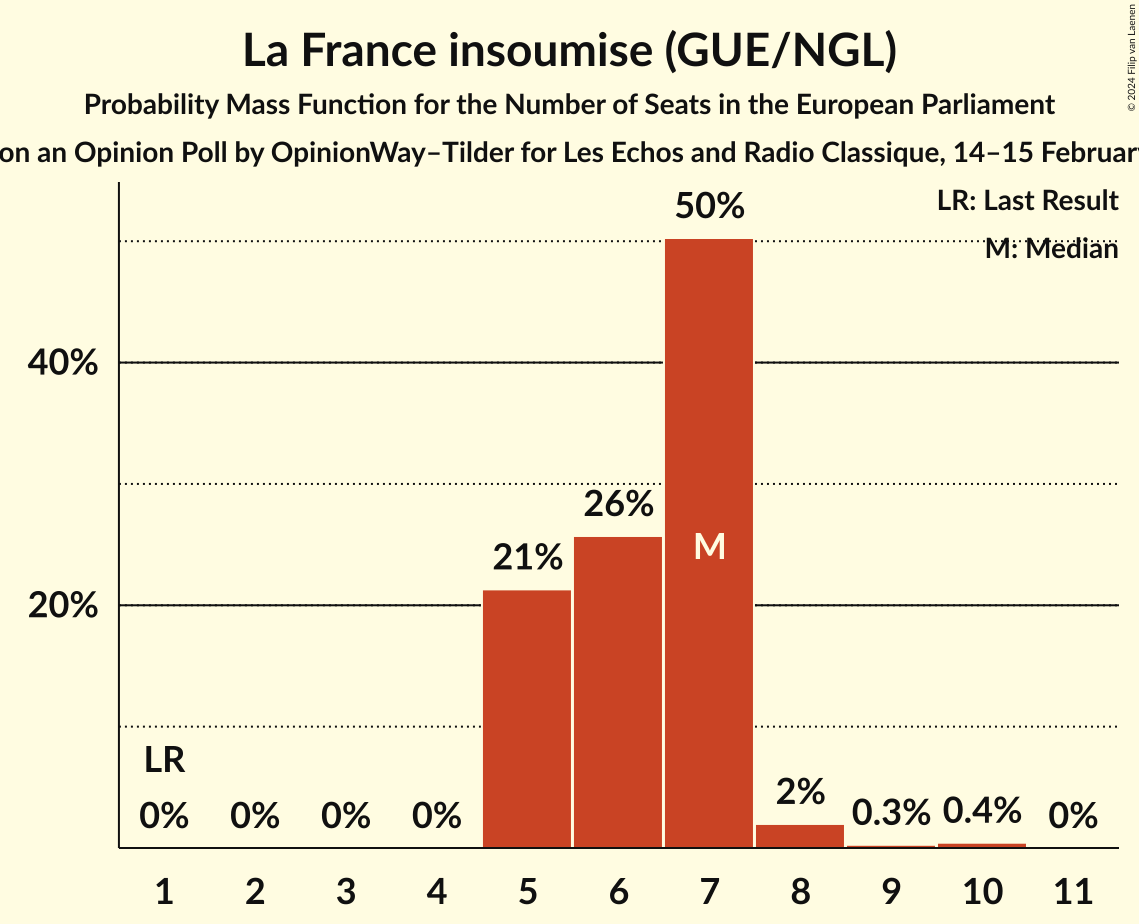 © 2024 Filip van Laenen
La France insoumise (GUE/NGL)
Probability Mass Function for the Number of Seats in the European Parliament
on an Opinion Poll by OpinionWay–Tilder for Les Echos and Radio Classique, 14–15 February
LR: Last Result
M: Median
50%
40%
26%
M
21%
20%
LR
0% 0% 0% 0% 2% 0.3% 0.4% 0%
1 2 3 4 5 6 7 8 9 10 11